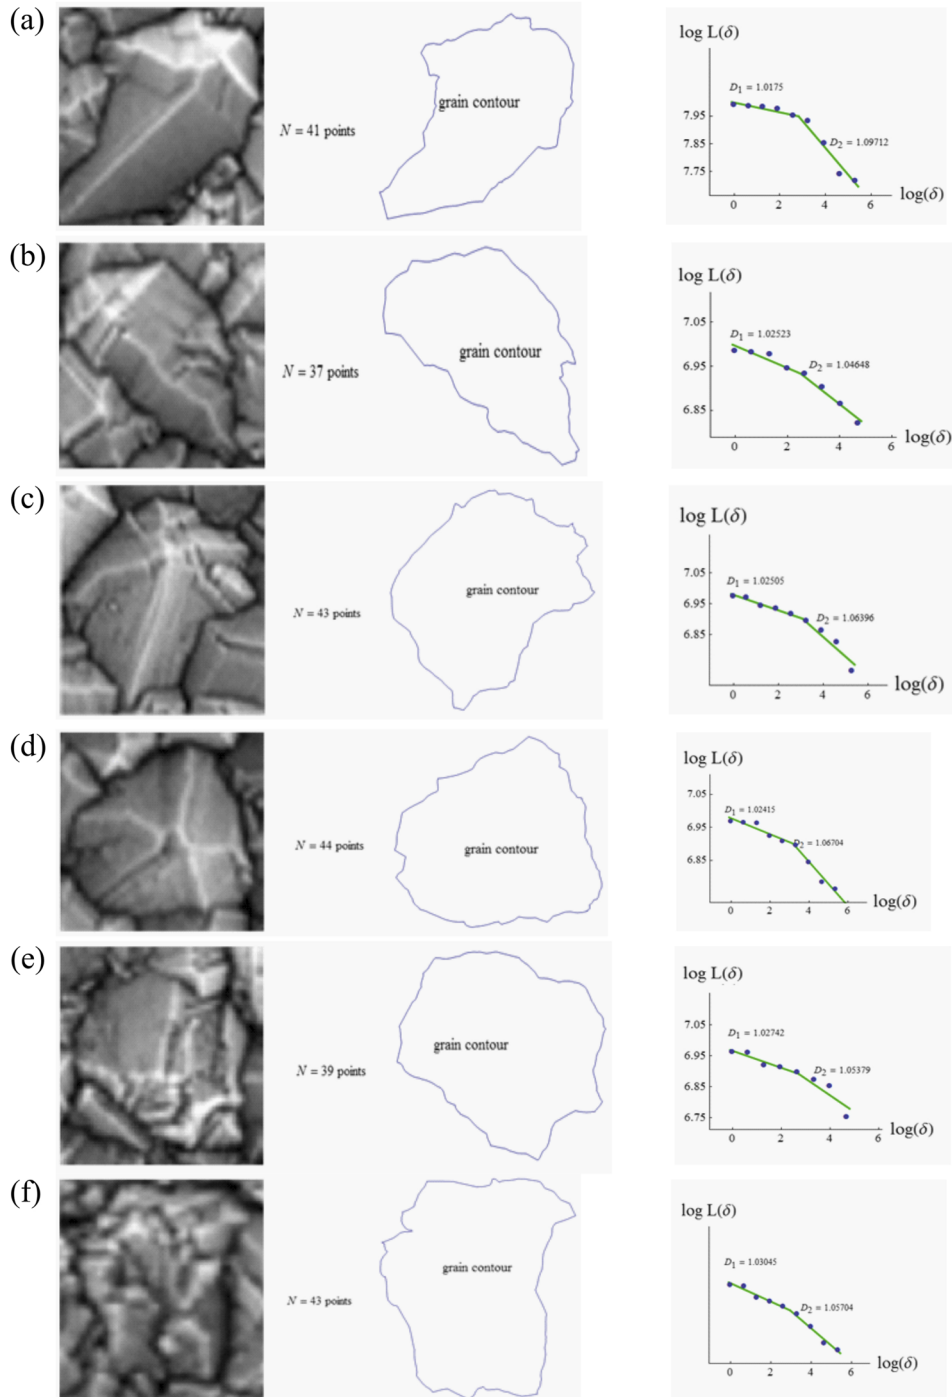 (a)
N = 41 points
grain contour
log L(δ)
D1 = 1.0175
7.95
D2 = 1.09712
7.85
7.75
0 2 4 6
log(δ)
(b)
N = 37 points
grain contour
log L(δ)
7.05
D1 = 1.02523
6.95
D2 = 1.04648
6.85
0 2 4 6
log(δ)
(c)
N = 43 points
grain contour
log L(δ)
7.05
D1 = 1.02505
6.95
D2 = 1.06396
6.85
0 2 4 6
log(δ)
(d)
N = 44 points
grain contour
log L(δ)
7.05
D1 = 1.02415
6.95
D2 = 1.06704
6.85
0 2 4 6
log(δ)
(e)
N = 39 points
grain contour
log L(δ)
7.05
D1 = 1.02742
6.95
D2 = 1.05379
6.85
6.75
0 2 4 6
log(δ)
(f)
N = 43 points
grain contour
log L(δ)
D1 = 1.03045
D2 = 1.05704
0 2 4 6
log(δ)